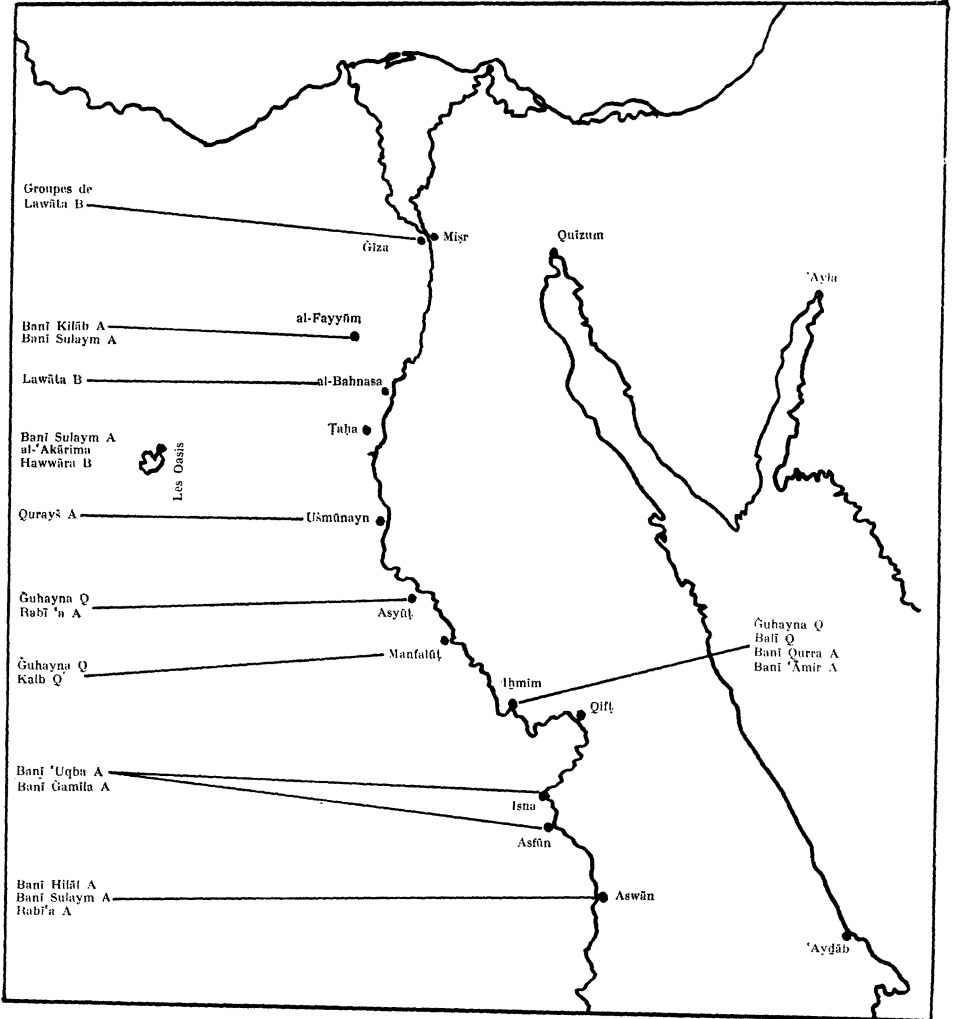 Groupes de
Lawāta B
Ǧīza
Miṣr
Qulzum
'Ayla
al-Fayyūm
Banī Kilāb A
Banī Sulaym A
Lawāta B
al-Bahnasa
Ṭaḥa
Banī Sulaym A
al-'Akārima
Hawwāra B
Les Oasis
Qurayš A
Ušmūnayn
Ǧuhayna Q
Rabī 'a A
Asyūṭ
Manfalūṭ
Ǧuhayna Q
Kalb Q
Ǧuhayna Q
Balī Q
Banī Qurra A
Banī 'Āmir A
Iḫmīm
Qifṭ
Banī 'Uqba A
Banī Ǧamīla A
Isna
Asfūn
Banī Hilāl A
Banī Sulaym A
Rabī'a A
Aswān
'Ayḏāb